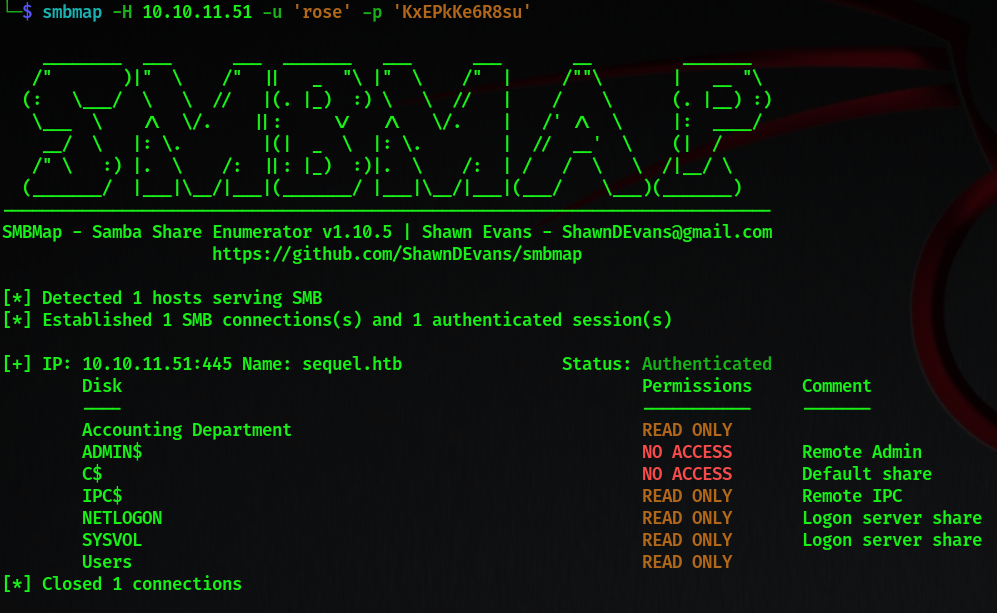 └─$ smbmap -H 10.10.11.51 -u 'rose' -p 'KxEPkKe6R8su'
SMBMAP
SMBMap - Samba Share Enumerator v1.10.5 | Shawn Evans - ShawnDEvans@gmail.com
https://github.com/ShawnDEvans/smbmap
[*] Detected 1 hosts serving SMB
[*] Established 1 SMB connections(s) and 1 authenticated session(s)
[+] IP: 10.10.11.51:445 Name: sequel.htb Status: Authenticated
Disk Permissions Comment
---- ----------- -------
Accounting Department READ ONLY
ADMIN$ NO ACCESS Remote Admin
C$ NO ACCESS Default share
IPC$ READ ONLY Remote IPC
NETLOGON READ ONLY Logon server share
SYSVOL READ ONLY Logon server share
Users READ ONLY
[*] Closed 1 connections